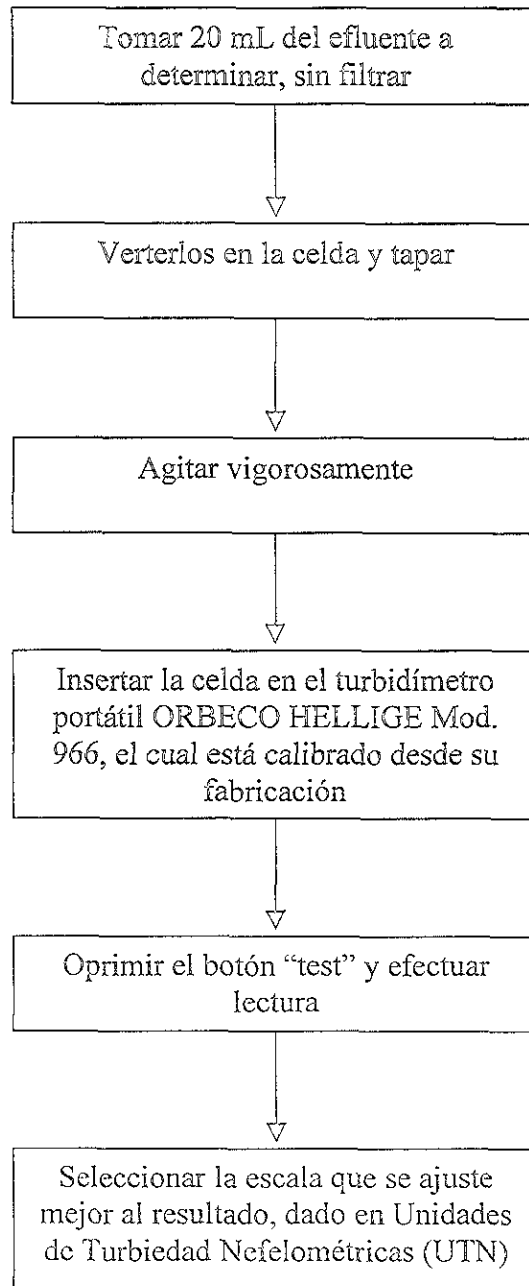 Tomar 20 mL del efluente a
determinar, sin filtrar
Verterlos en la celda y tapar
Agitar vigorosamente
Insertar la celda en el turbidímetro
portátil ORBECO HELLIGE Mod.
966, el cual está calibrado desde su
fabricación
Oprimir el botón “test” y efectuar
lectura
Seleccionar la escala que se ajuste
mejor al resultado, dado en Unidades
de Turbiedad Nefelométricas (UTN)